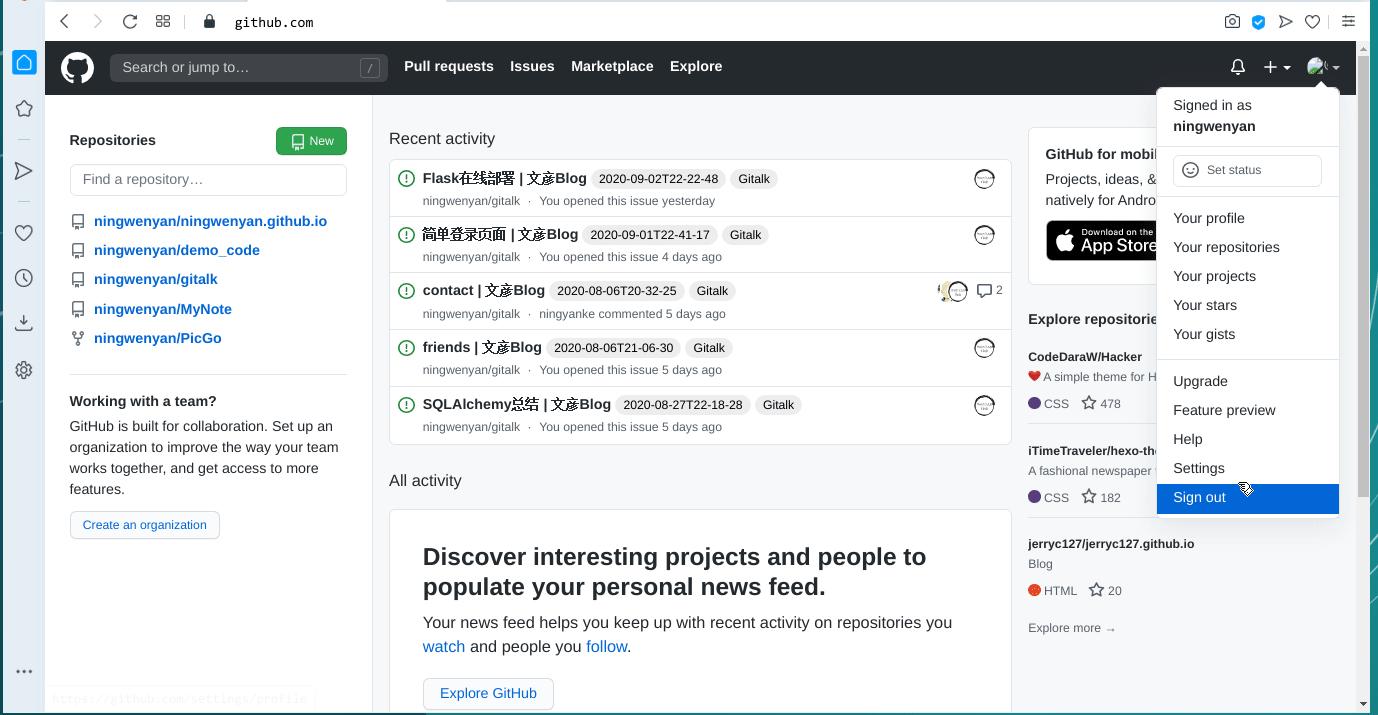 github.com
Search or jump to…
/
Pull requests
Issues
Marketplace
Explore
Signed in as
ningwenyan
Set status
Your profile
Your repositories
Your projects
Your stars
Your gists
Upgrade
Feature preview
Help
Settings
Sign out
Repositories
New
Find a repository…
ningwenyan/ningwenyan.github.io
ningwenyan/demo_code
ningwenyan/gitalk
ningwenyan/MyNote
ningwenyan/PicGo
Working with a team?
GitHub is built for collaboration. Set up an
organization to improve the way your team
works together, and get access to more
features.
Create an organization
Recent activity
Flask在线部署 | 文彦Blog 2020-09-02T22-22-48 Gitalk
ningwenyan/gitalk · You opened this issue yesterday
简单登录页面 | 文彦Blog 2020-09-01T22-41-17 Gitalk
ningwenyan/gitalk · You opened this issue 4 days ago
contact | 文彦Blog 2020-08-06T20-32-25 Gitalk 2
ningwenyan/gitalk · ningyanke commented 5 days ago
friends | 文彦Blog 2020-08-06T21-06-30 Gitalk
ningwenyan/gitalk · You opened this issue 5 days ago
SQLAlchemy总结 | 文彦Blog 2020-08-27T22-18-28 Gitalk
ningwenyan/gitalk · You opened this issue 5 days ago
All activity
Discover interesting projects and people to
populate your personal news feed.
Your news feed helps you keep up with recent activity on repositories you
watch and people you follow.
Explore GitHub
GitHub for mobil
Projects, ideas, &
natively for Andro
Download on the
App Store
Explore repositorie
CodeDaraW/Hacker
A simple theme for H
CSS 478
iTimeTraveler/hexo-the
A fashional newspaper
CSS 182
jerryc127/jerryc127.github.io
Blog
HTML 20
Explore more →
https://github.com/settings/profile